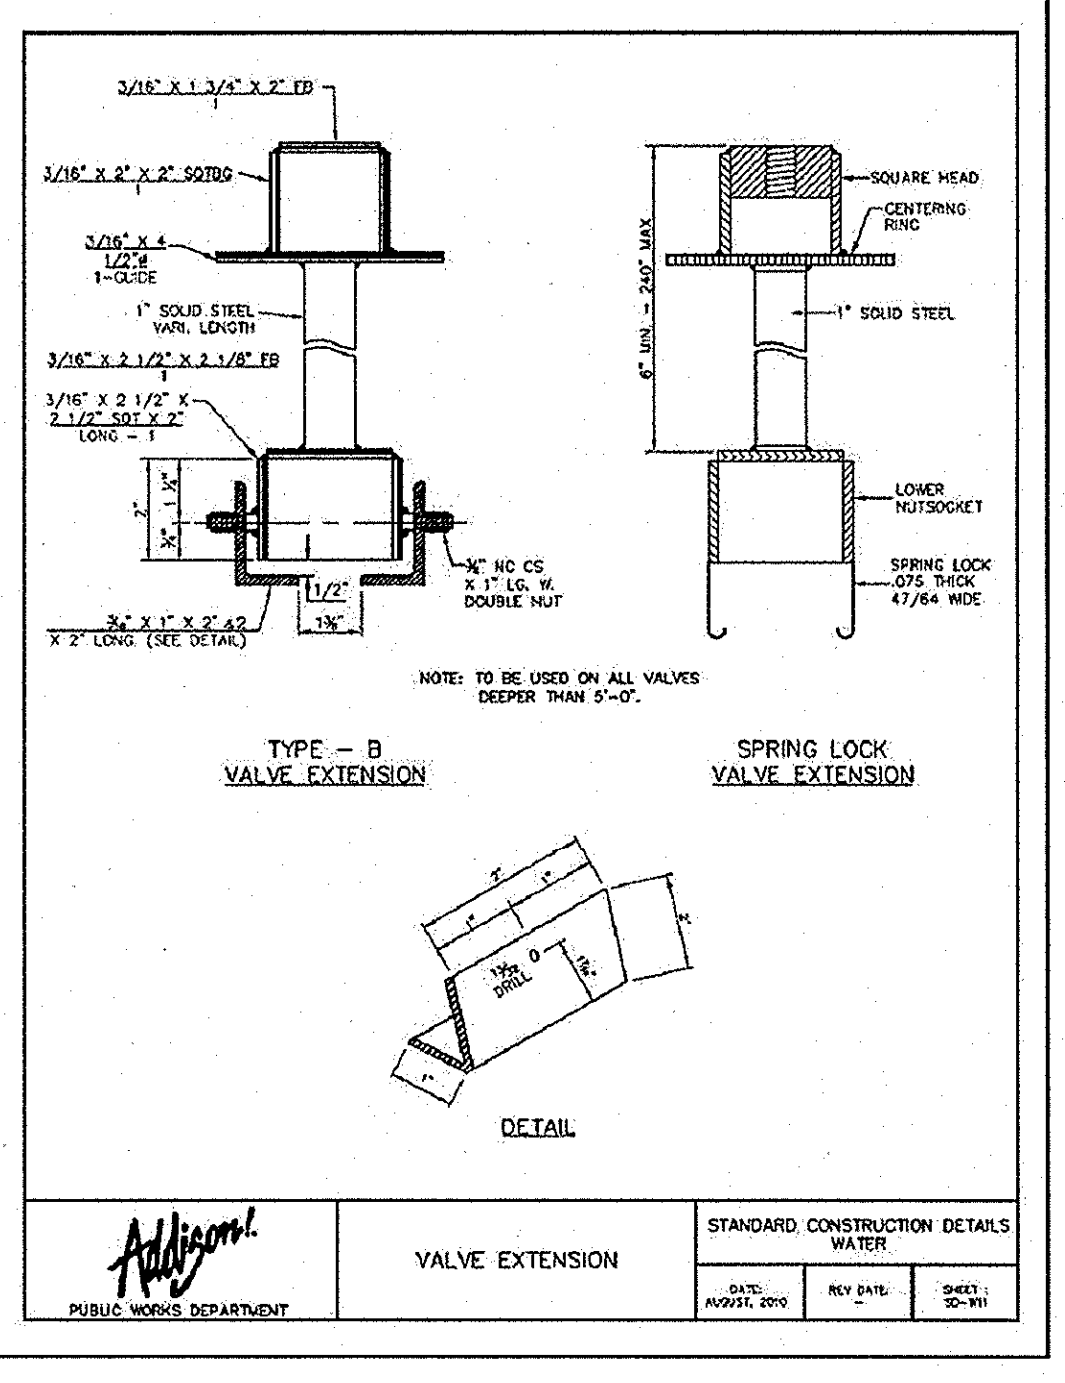 3/16" X 1 3/4" X 2" FB
1
3/16" X 2" X 2" SQTBG
1
3/16" X 4
1/2"W
1-GUIDE
1" SOLID STEEL
VARI. LENGTH
3/16" X 2 1/2" X 2 1/8" FB
1
3/16" X 2 1/2" X
2 1/2" SQT X 2"
LONG - 1
2"
1 1/4"
3/4"
1/2"
NC CS
X 1" LG. W.
DOUBLE NUT
X 1" X 2"
X 2" LONG (SEE DETAIL)
6" MIN. - 240" MAX
SQUARE HEAD
CENTERING
RING
1" SOLID STEEL
LOWER
NUTSOCKET
SPRING LOCK
.075 THICK
47/64 WIDE
NOTE: TO BE USED ON ALL VALVES
DEEPER THAN 5'-0".
TYPE - B
VALVE EXTENSION
SPRING LOCK
VALVE EXTENSION
2"
1"
1"
2"
DRILL
1"
DETAIL
Addison!
PUBLIC WORKS DEPARTMENT
VALVE EXTENSION
STANDARD CONSTRUCTION DETAILS
WATER
DATE:
AUGUST, 2010
REV DATE:
-
SHEET:
SD-W11